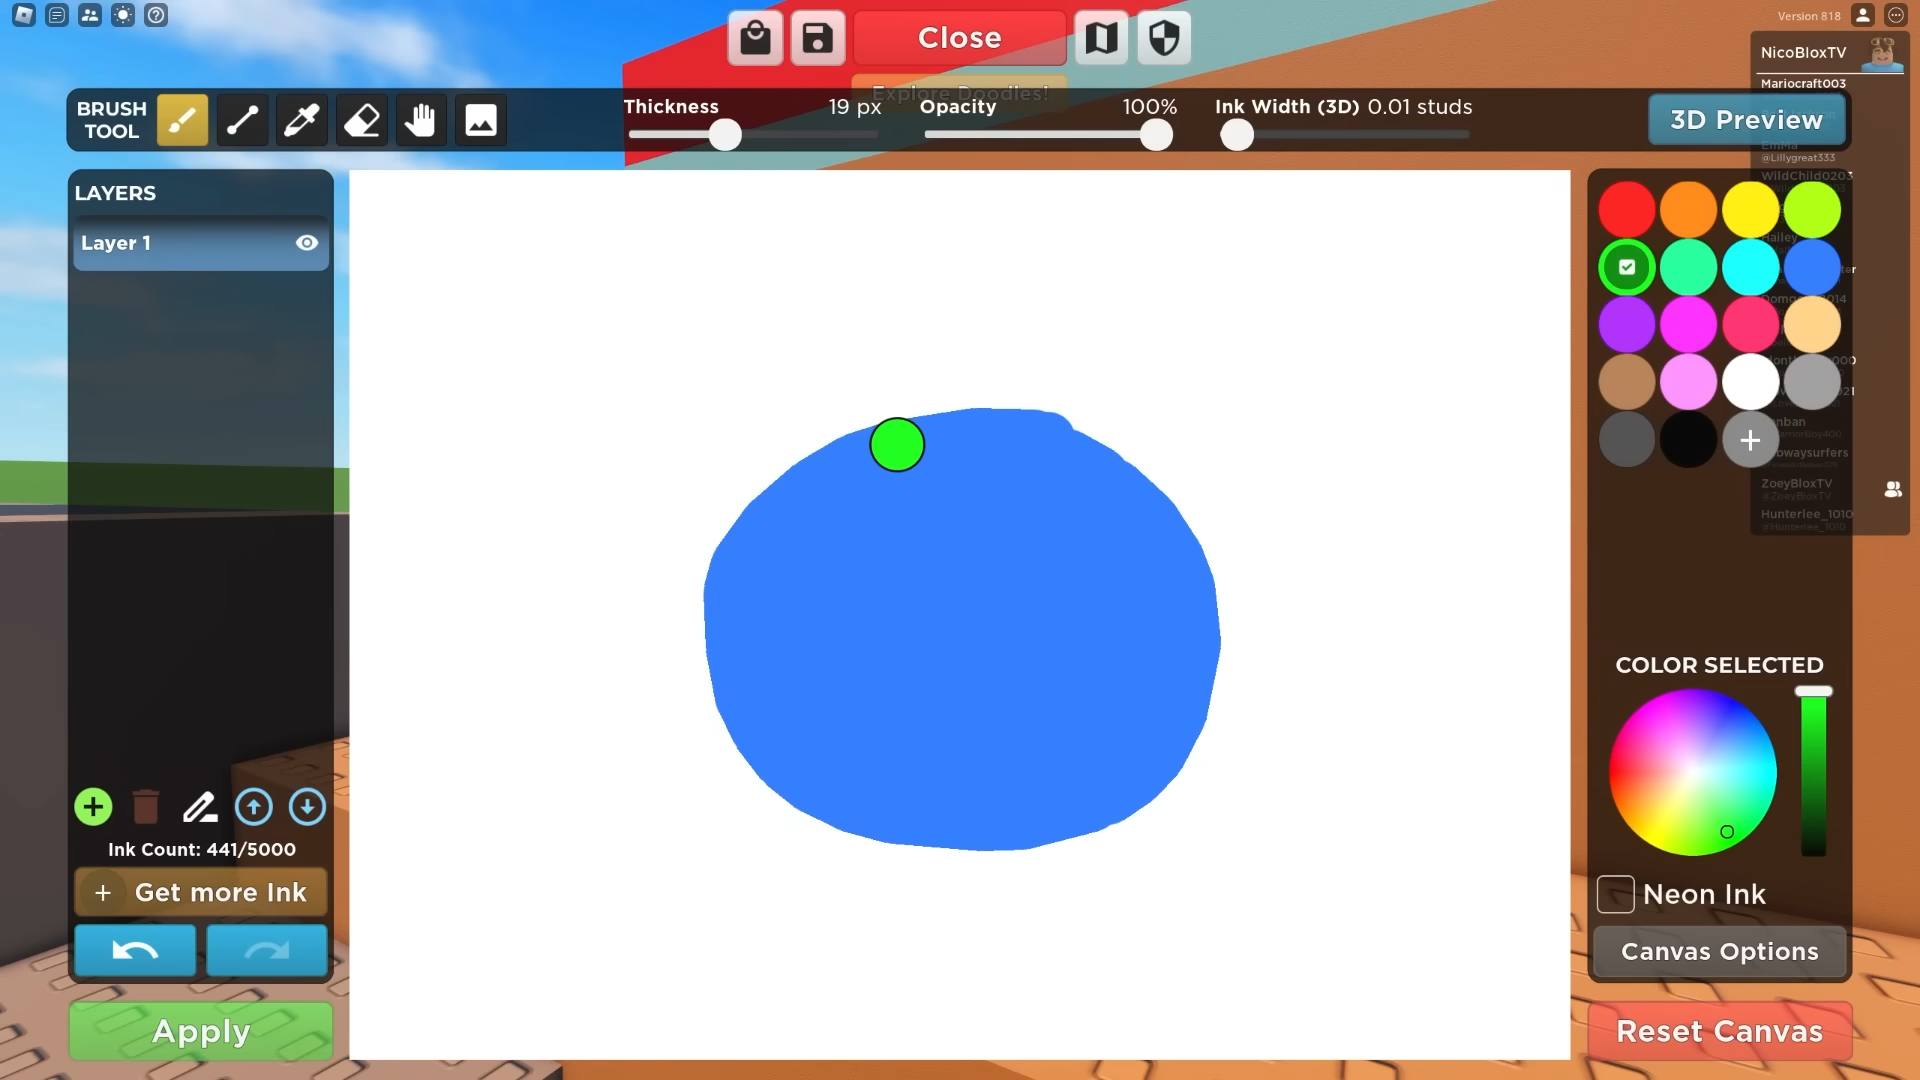 Close
Version 818
Explore Doodles!
NicoBloxTV
Mariocraft003
BRUSH
TOOL
Thickness 19 px
Opacity 100%
Ink Width (3D) 0.01 studs
3D Preview
EmMa
@Lillygreat333
WildChild0203
LAYERS
Layer 1
Hailey
ZoeyBloxTV
@ZoeyBloxTV
Hunterlee_1010
@Hunterlee_1010
COLOR SELECTED
Ink Count: 441/5000
Get more Ink
Neon Ink
Canvas Options
Apply
Reset Canvas